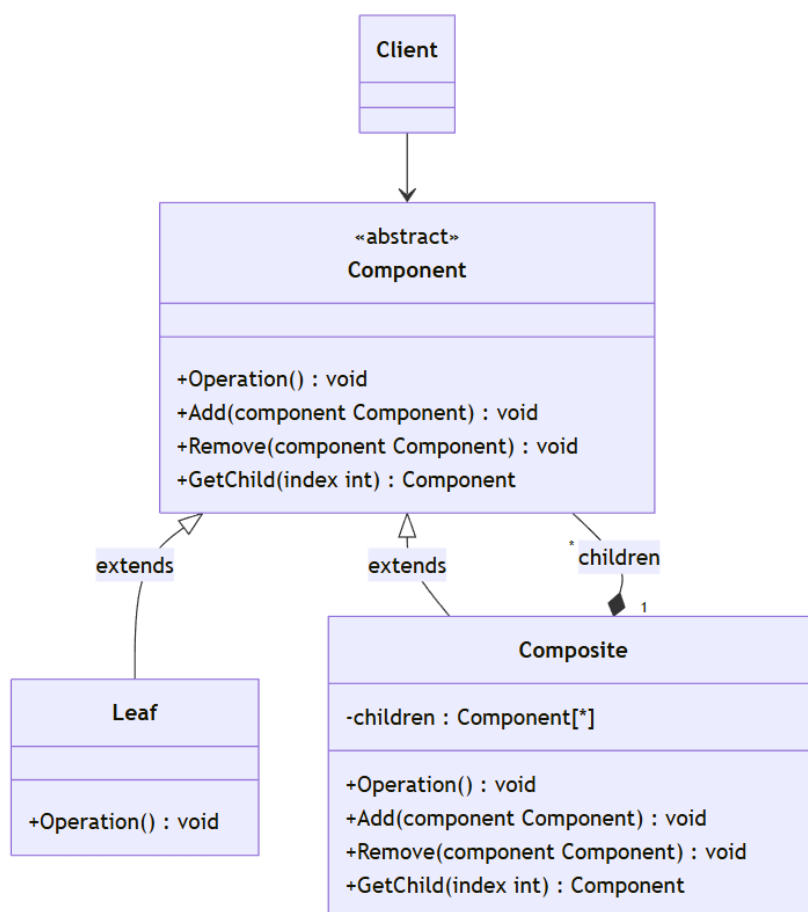 Client
«abstract»
Component
+Operation() : void
+Add(component Component) : void
+Remove(component Component) : void
+GetChild(index int) : Component
extends
extends
* children
1
Composite
-children : Component[*]
+Operation() : void
+Add(component Component) : void
+Remove(component Component) : void
+GetChild(index int) : Component
Leaf
+Operation() : void